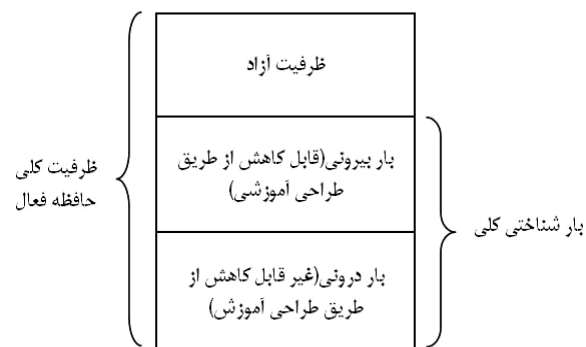 ظرفیت آزاد
بار بیرونی(قابل کاهش از طریق
طراحی آموزشی)
بار درونی(غیر قابل کاهش از
طریق طراحی آموزش)
ظرفیت کلی
حافظه فعال
بار شناختی کلی